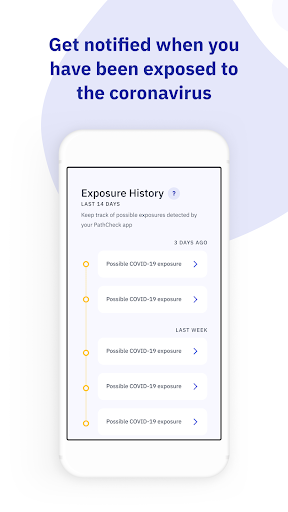 Get notified when you
have been exposed to
the coronavirus
Exposure History ?
LAST 14 DAYS
Keep track of possible exposures detected by
your PathCheck app
3 DAYS AGO
Possible COVID-19 exposure
Possible COVID-19 exposure
LAST WEEK
Possible COVID-19 exposure
Possible COVID-19 exposure
Possible COVID-19 exposure